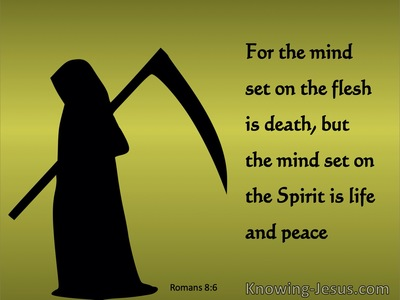 For the mind
set on the flesh
is death, but
the mind set on
the Spirit is life
and peace
Romans 8:6
Knowing-Jesus.com